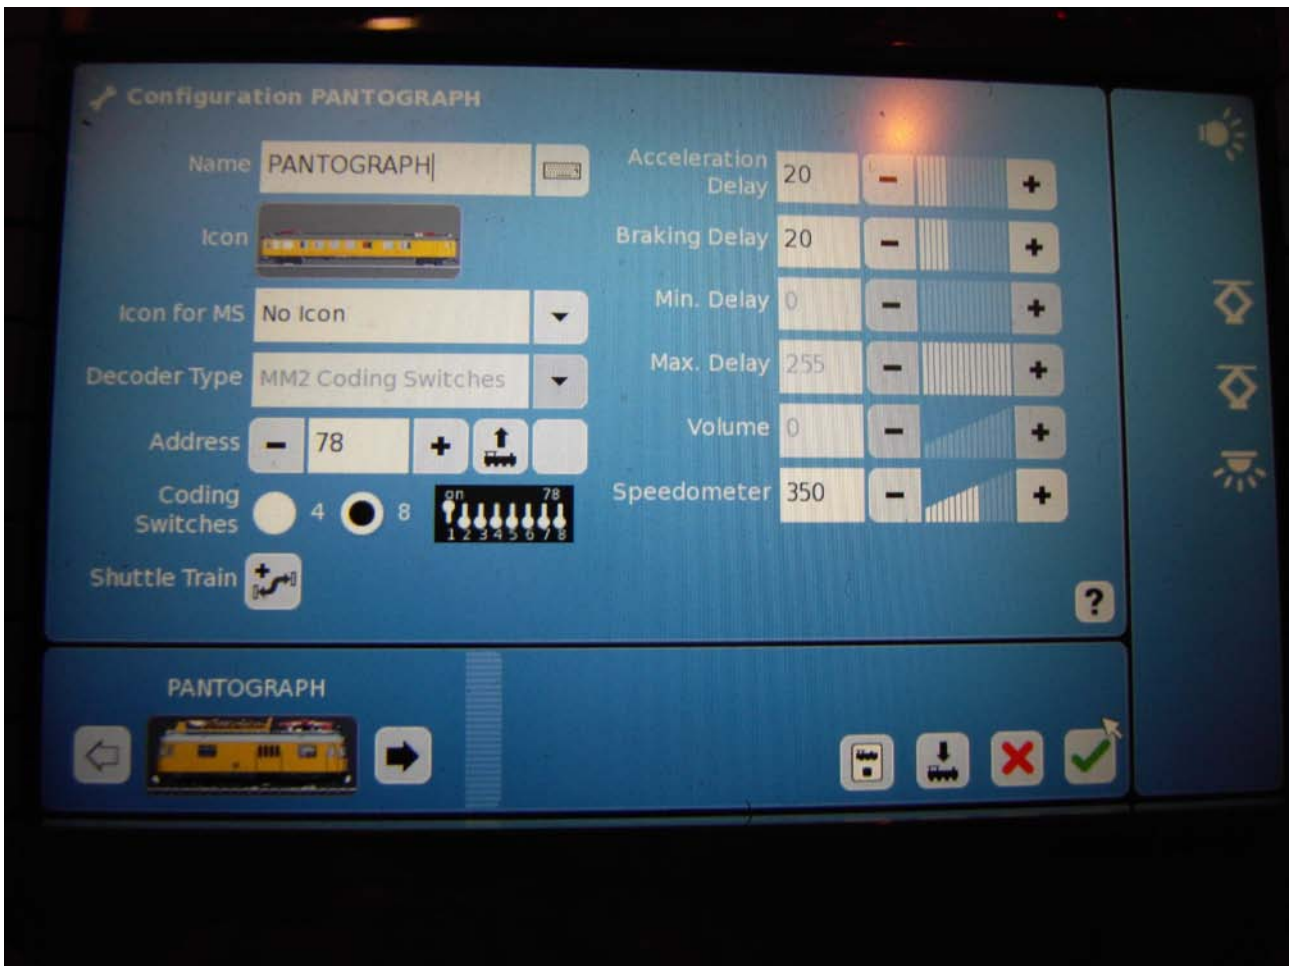 Configuration PANTOGRAPH
Name PANTOGRAPH
Icon
Icon for MS No Icon
Decoder Type MM2 Coding Switches
Address - 78 +
Coding Switches 4 8 on 78
1 2 3 4 5 6 7 8
Shuttle Train +
Acceleration Delay 20 - +
Braking Delay 20 - +
Min. Delay 0 - +
Max. Delay 255 - +
Volume 0 - +
Speedometer 350 - +
?
PANTOGRAPH